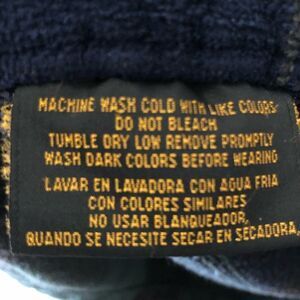 MACHINE WASH COLD WITH LIKE COLORS
DO NOT BLEACH
TUMBLE DRY LOW REMOVE PROMPTLY
WASH DARK COLORS BEFORE WEARING
LAVAR EN LAVADORA CON AGUA FRIA
CON COLORES SIMILARES
NO USAR BLANQUEADOR,
QUANDO SE NECESITE SECAR EN SECADORA,